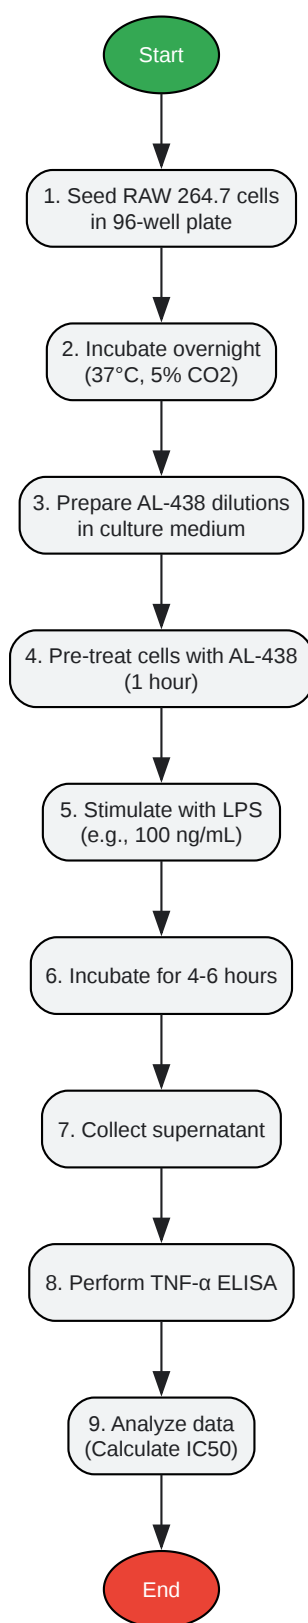 Start
1. Seed RAW 264.7 cells
in 96-well plate
2. Incubate overnight
(37°C, 5% CO2)
3. Prepare AL-438 dilutions
in culture medium
4. Pre-treat cells with AL-438
(1 hour)
5. Stimulate with LPS
(e.g., 100 ng/mL)
6. Incubate for 4-6 hours
7. Collect supernatant
8. Perform TNF-α ELISA
9. Analyze data
(Calculate IC50)
End